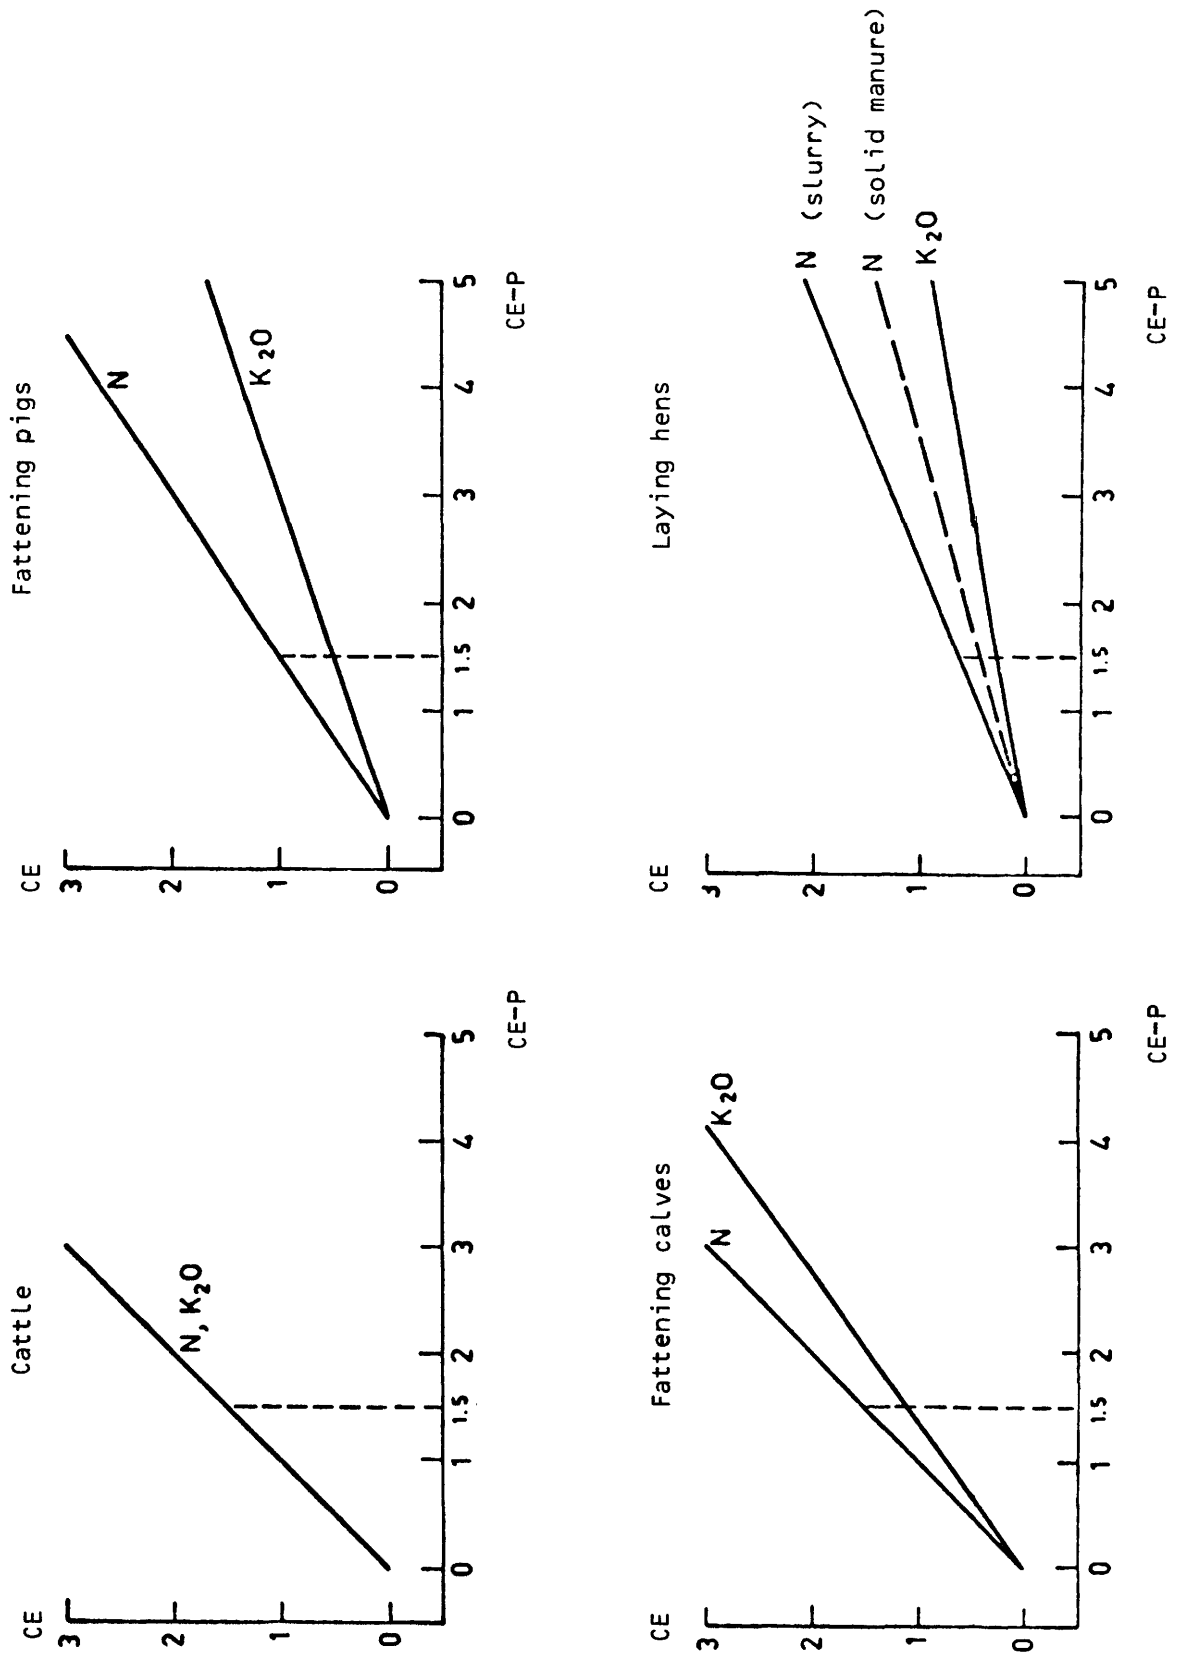 Cattle
CE
3
2
1
0
N, K₂O
0 1 1.5 2 3 4 5
CE-P
Fattening pigs
CE
3
2
1
0
N
K₂O
0 1 1.5 2 3 4 5
CE-P
Fattening calves
CE
3
2
1
0
N
K₂O
0 1 1.5 2 3 4 5
CE-P
Laying hens
CE
3
2
1
0
N (slurry)
N (solid manure)
K₂O
0 1 1.5 2 3 4 5
CE-P